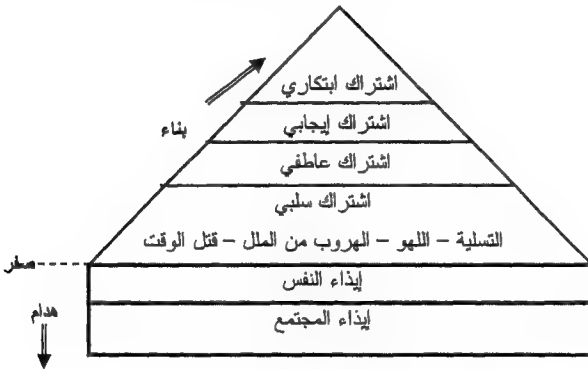 اشتراك ابتكاري
بناء
اشتراك إيجابي
اشتراك عاطفي
اشتراك سلبي
التسلية – اللهو – الهروب من الملل – قتل الوقت
صفر
إيذاء النفس
هدام
إيذاء المجتمع